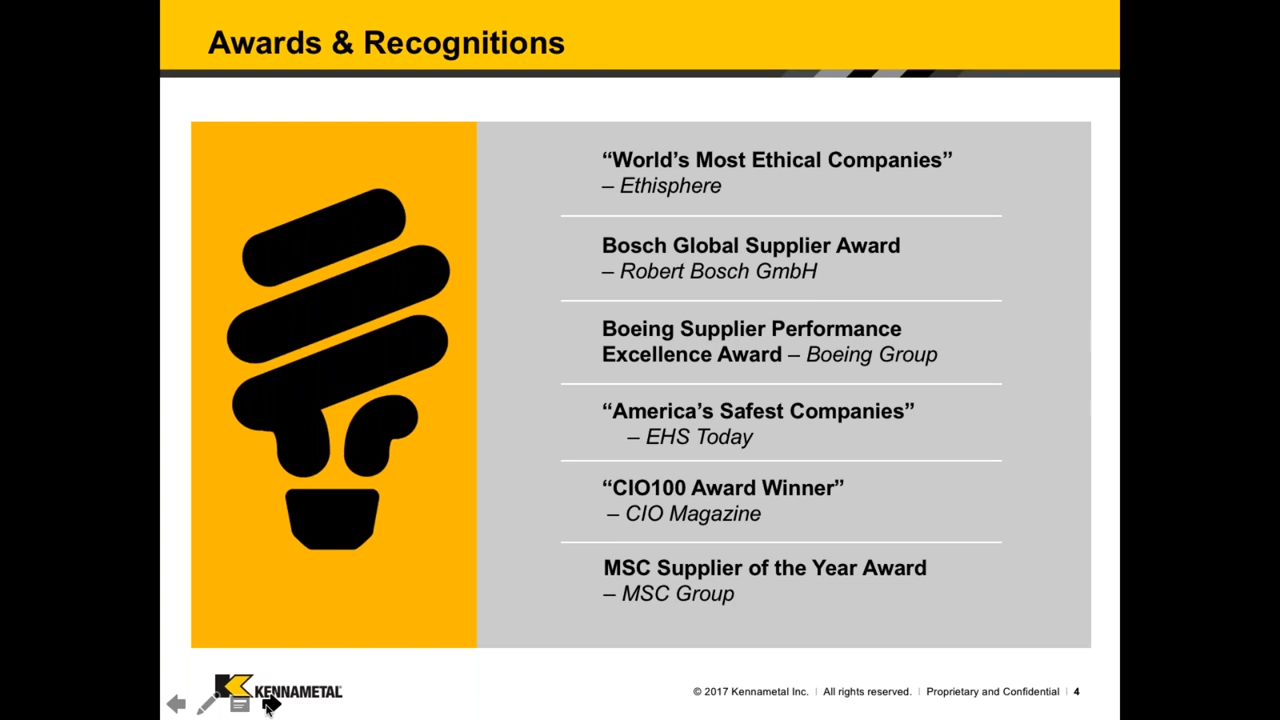 Awards & Recognitions
“World’s Most Ethical Companies”
– Ethisphere
Bosch Global Supplier Award
– Robert Bosch GmbH
Boeing Supplier Performance
Excellence Award – Boeing Group
“America’s Safest Companies”
– EHS Today
“CIO100 Award Winner”
– CIO Magazine
MSC Supplier of the Year Award
– MSC Group
KENNAMETAL
© 2017 Kennametal Inc. | All rights reserved. | Proprietary and Confidential | 4